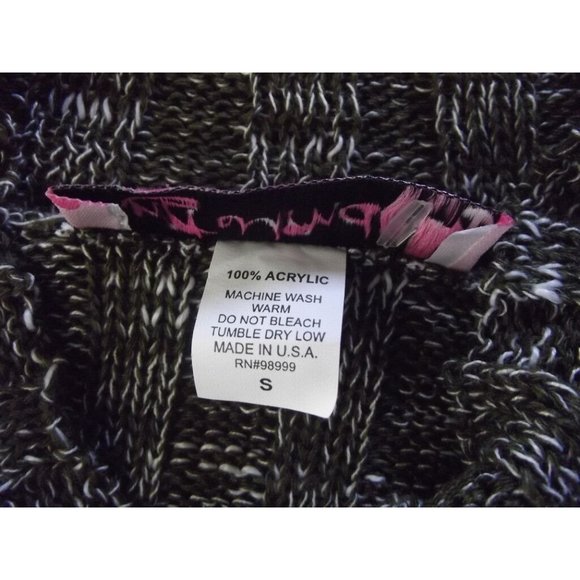 100% ACRYLIC
MACHINE WASH
WARM
DO NOT BLEACH
TUMBLE DRY LOW
MADE IN U.S.A.
RN#98999
S